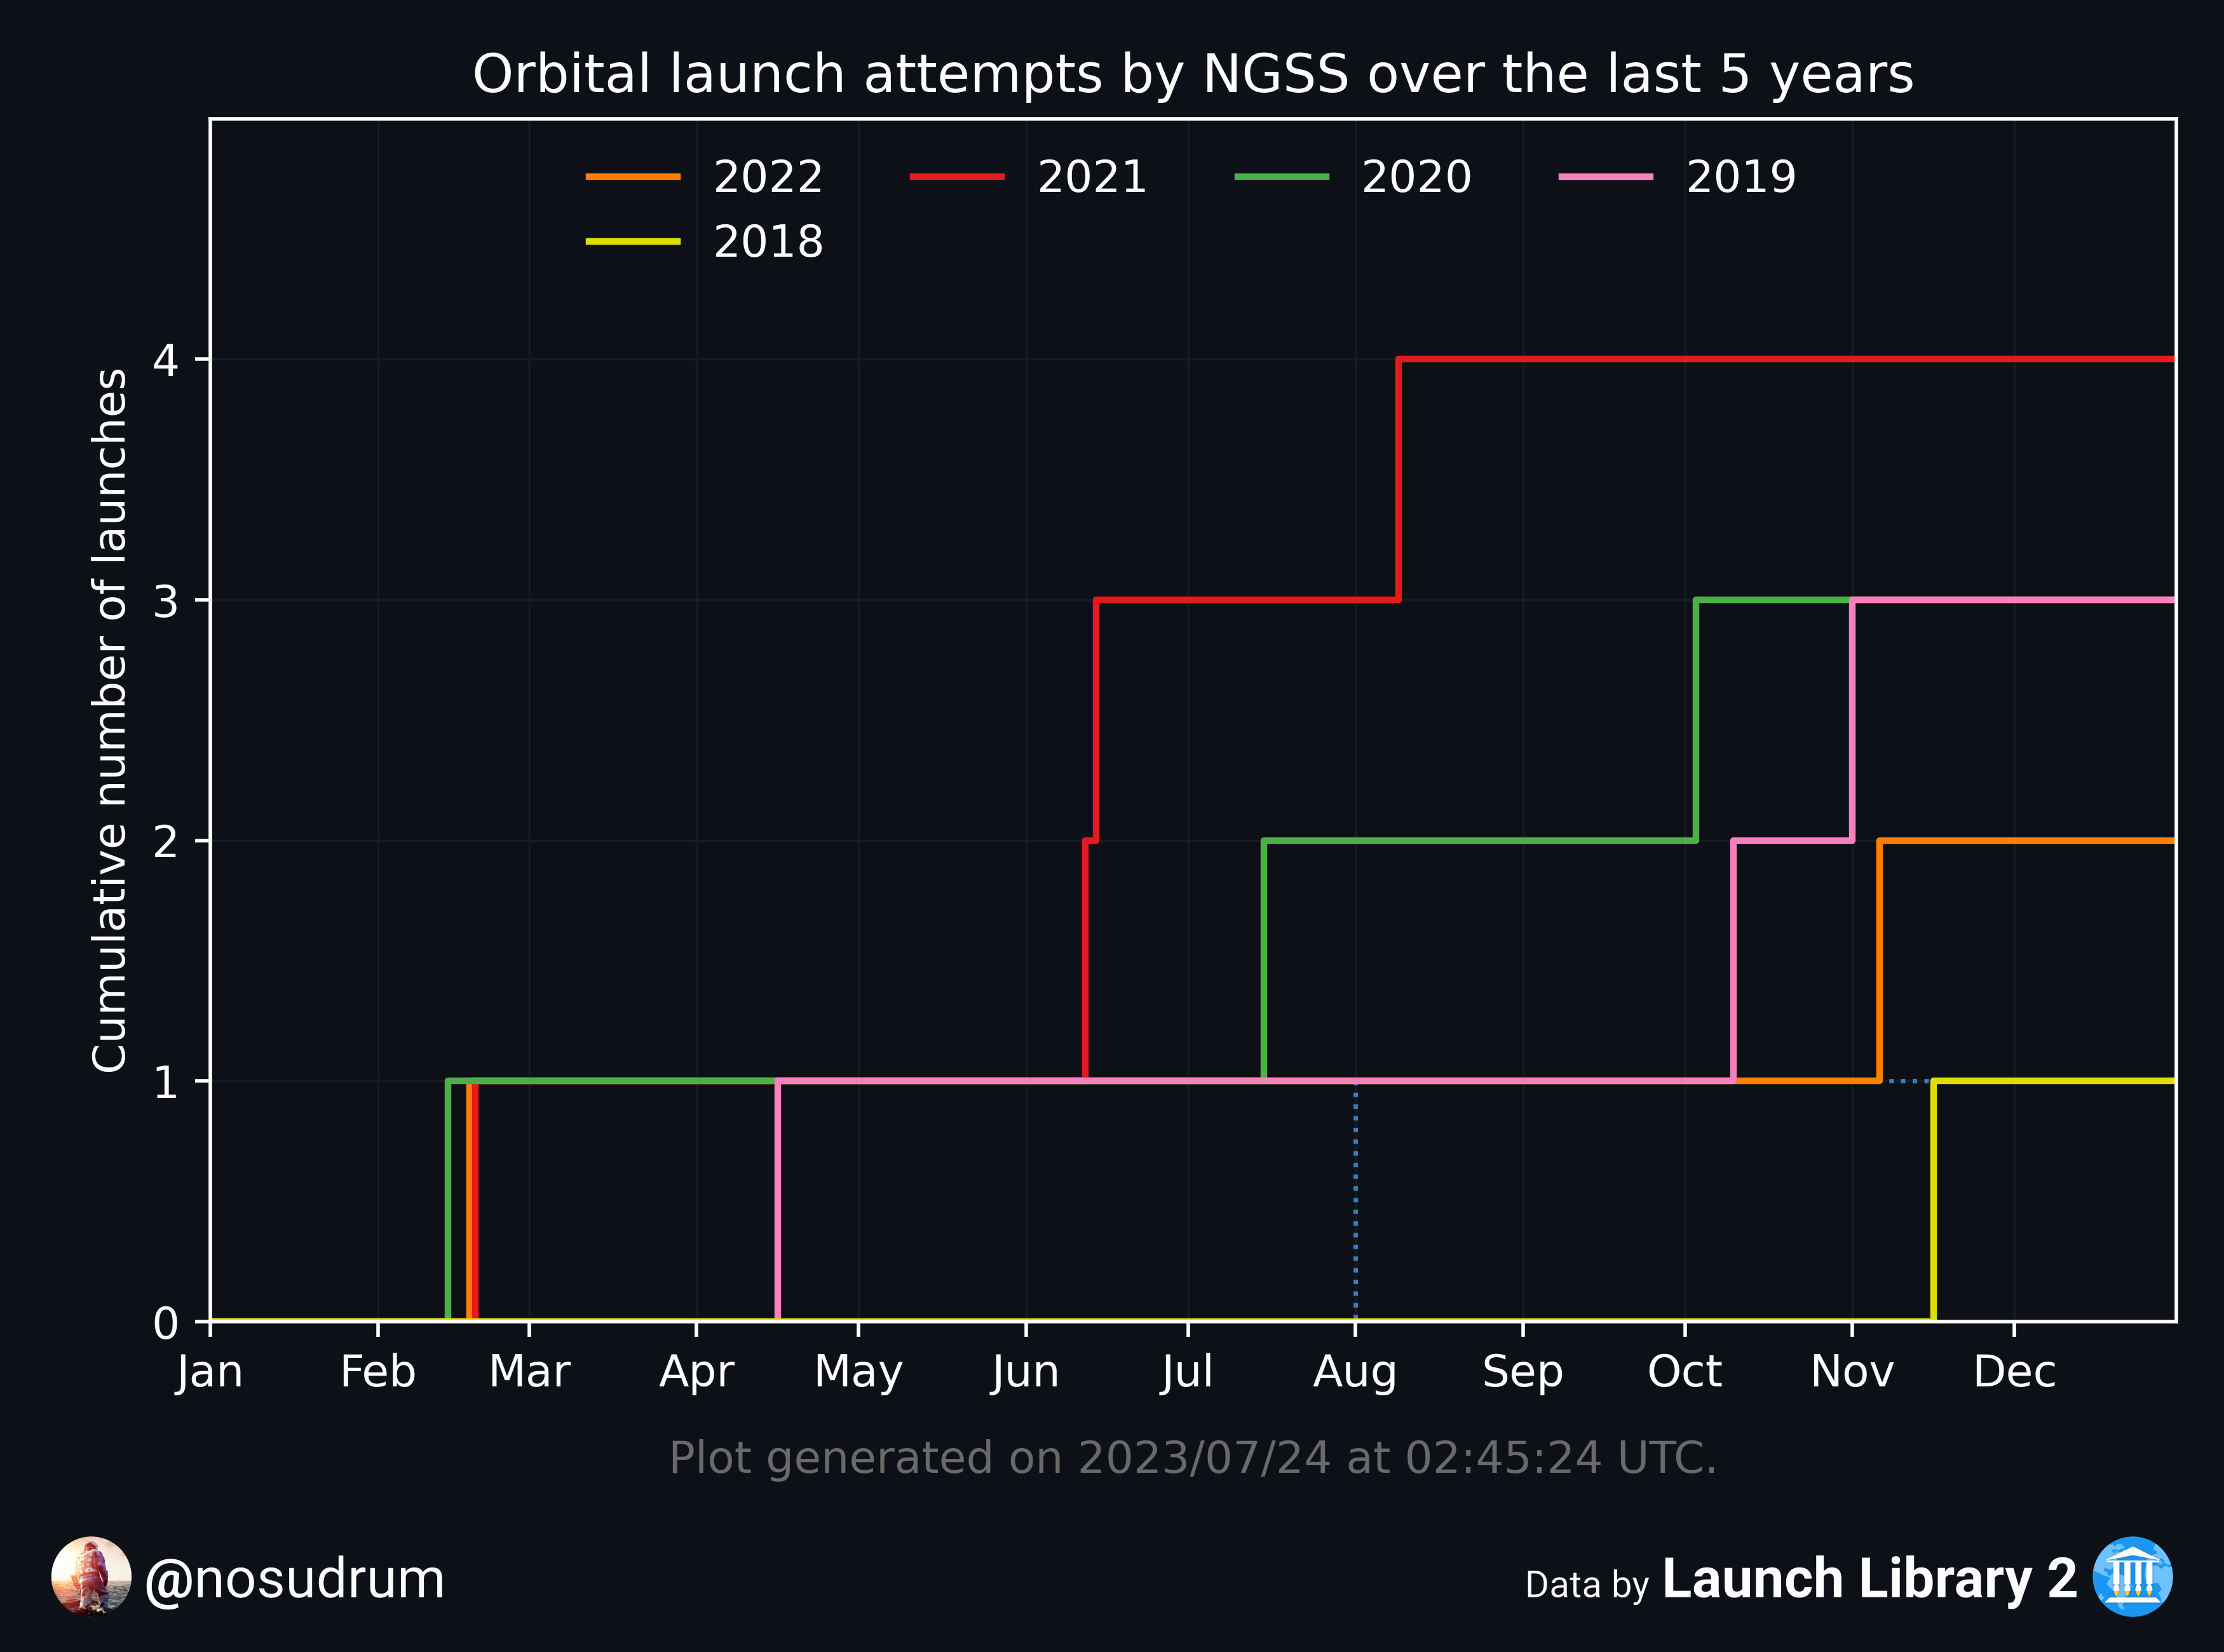 Orbital launch attempts by NGSS over the last 5 years
2022 2021 2020 2019
2018
Cumulative number of launches
4
3
2
1
0
Jan Feb Mar Apr May Jun Jul Aug Sep Oct Nov Dec
Plot generated on 2023/07/24 at 02:45:24 UTC.
@nosudrum
Data by Launch Library 2